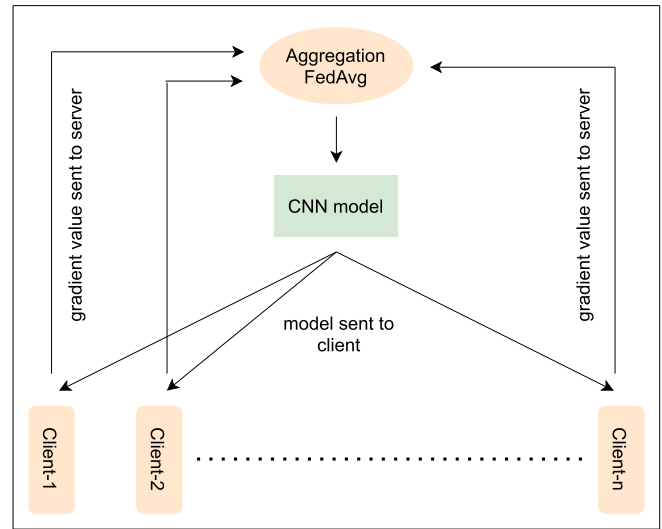 Aggregation
FedAvg
gradient value sent to server
gradient value sent to server
CNN model
model sent to
client
Client-1
Client-2
Client-n